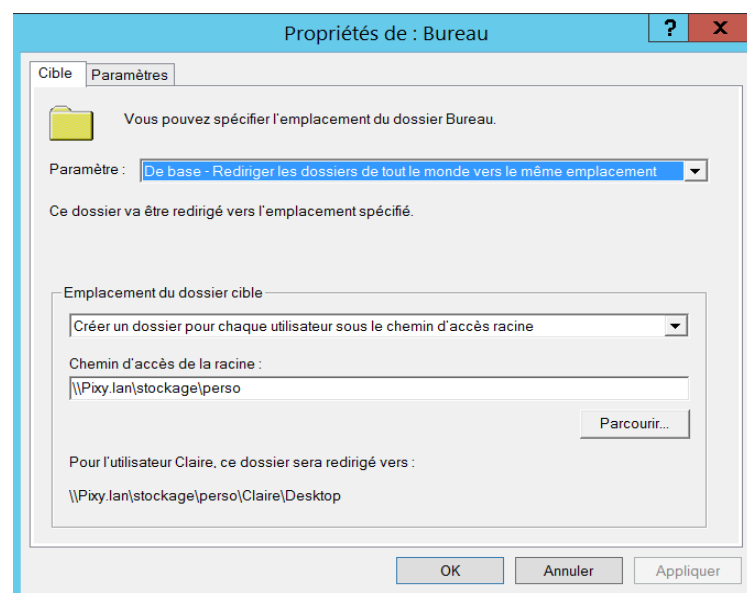 Propriétés de : Bureau
?
x
Cible
Paramètres
Vous pouvez spécifier l'emplacement du dossier Bureau.
Paramètre :
De base - Rediriger les dossiers de tout le monde vers le même emplacement
Ce dossier va être redirigé vers l'emplacement spécifié.
Emplacement du dossier cible
Créer un dossier pour chaque utilisateur sous le chemin d'accès racine
Chemin d'accès de la racine :
\\Pixy.lan\stockage\perso
Parcourir...
Pour l'utilisateur Claire, ce dossier sera redirigé vers :
\\Pixy.lan\stockage\perso\Claire\Desktop
OK
Annuler
Appliquer